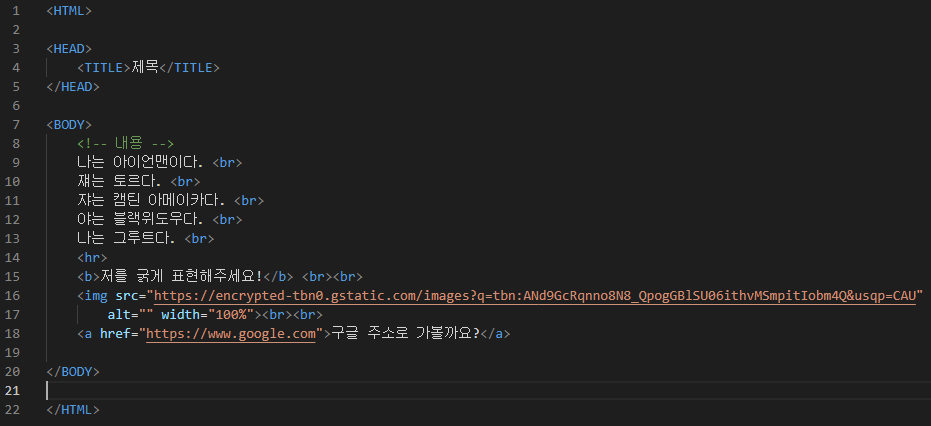 1 <HTML>
2
3 <HEAD>
4 <TITLE>제목</TITLE>
5 </HEAD>
6
7 <BODY>
8 <!-- 내용 -->
9 나는 아이언맨이다. <br>
10 쟤는 토르다. <br>
11 쟈는 캡틴 아메이카다. <br>
12 야는 블랙위도우다. <br>
13 나는 그루트다. <br>
14 <hr>
15 <b>저를 굵게 표현해주세요!</b> <br><br>
16 <img src="https://encrypted-tbn0.gstatic.com/images?q=tbn:ANd9GcRqnno8N8_QpogGBlSU06ithvMSmpitIobm4Q&usqp=CAU"
17 alt="" width="100%"><br><br>
18 <a href="https://www.google.com">구글 주소로 가볼까요?</a>
19
20 </BODY>
21
22 </HTML>